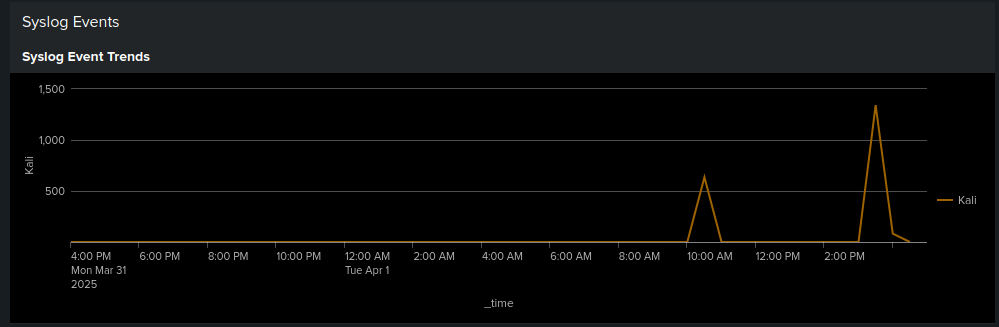 Syslog Events
Syslog Event Trends
1,500
1,000
500
Kali
Kali
4:00 PM 6:00 PM 8:00 PM 10:00 PM 12:00 AM 2:00 AM 4:00 AM 6:00 AM 8:00 AM 10:00 AM 12:00 PM 2:00 PM
Mon Mar 31 Tue Apr 1
2025
_time